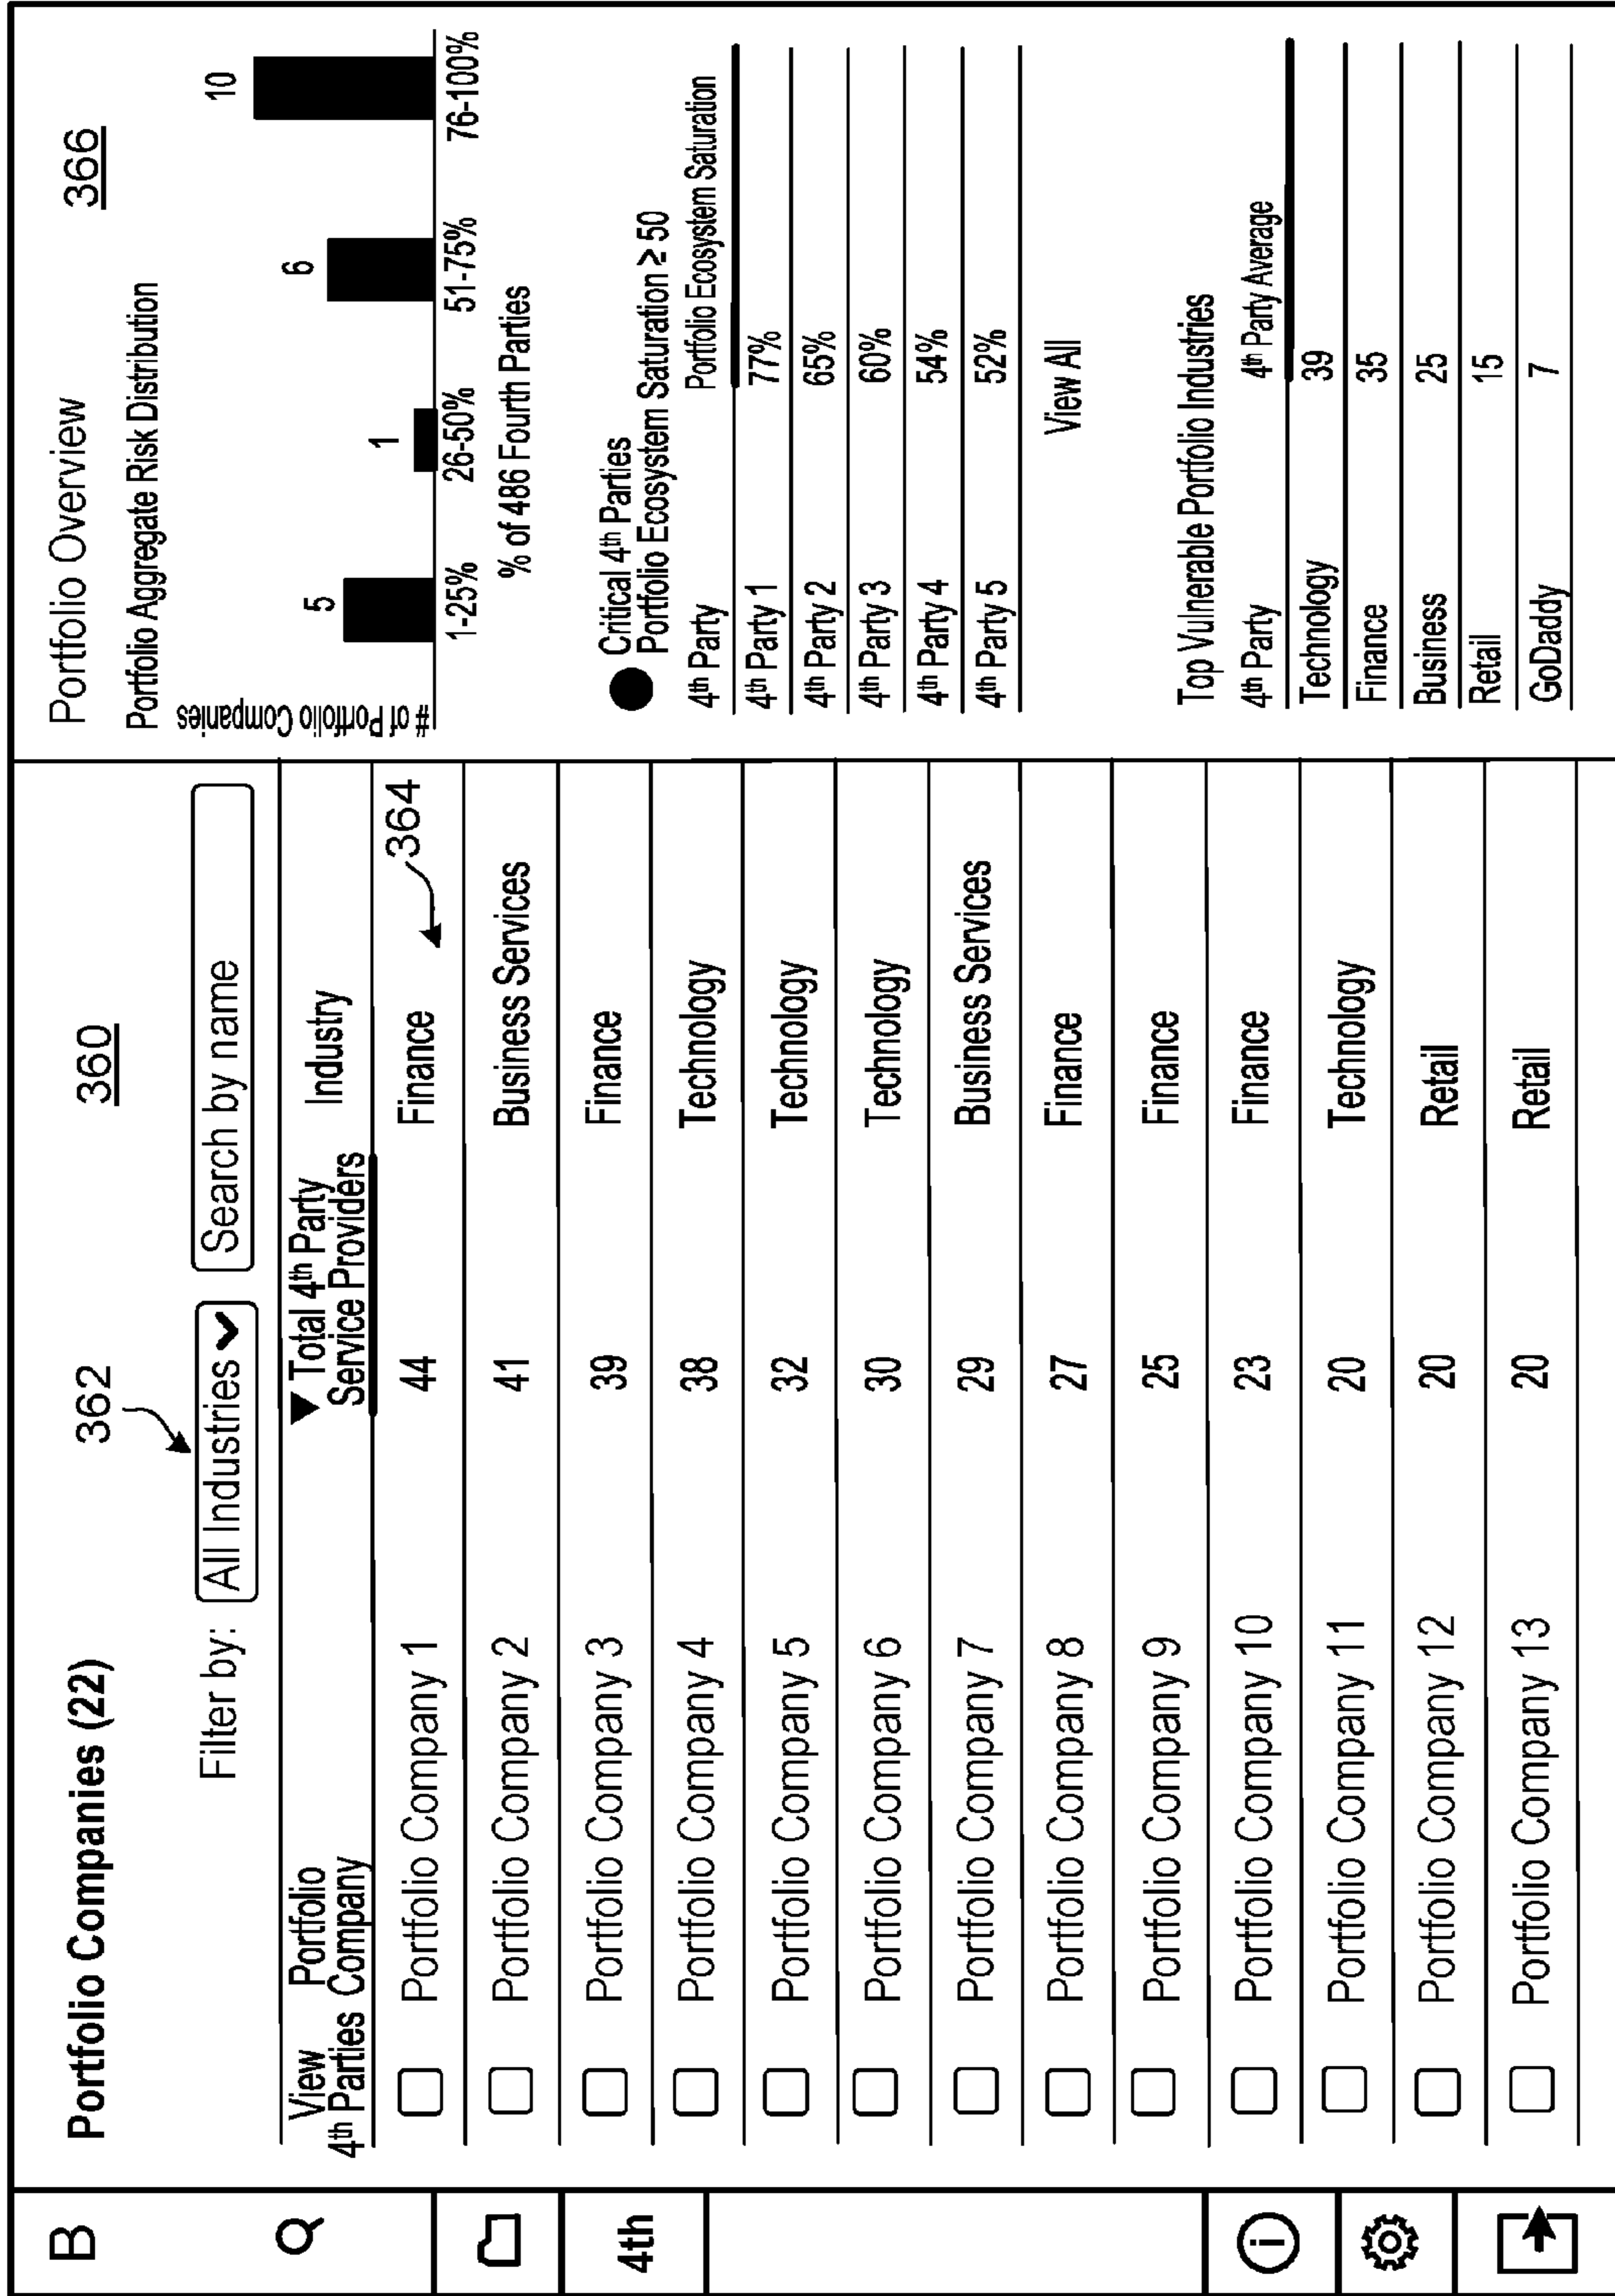 B
4th
i
Portfolio Companies (22)
360
362
Filter by:
All Industries
Search by name
View
4th Parties
Portfolio
Company
Total 4th Party
Service Providers
Industry
364
Portfolio Company 1 44 Finance
Portfolio Company 2 41 Business Services
Portfolio Company 3 39 Finance
Portfolio Company 4 38 Technology
Portfolio Company 5 32 Technology
Portfolio Company 6 30 Technology
Portfolio Company 7 29 Business Services
Portfolio Company 8 27 Finance
Portfolio Company 9 25 Finance
Portfolio Company 10 23 Finance
Portfolio Company 11 20 Technology
Portfolio Company 12 20 Retail
Portfolio Company 13 20 Retail
Portfolio Overview
366
Portfolio Aggregate Risk Distribution
# of Portfolio Companies
5 1 6 10
1-25% 26-50% 51-75% 76-100%
% of 486 Fourth Parties
Critical 4th Parties
Portfolio Ecosystem Saturation ≥ 50
4th Party Portfolio Ecosystem Saturation
4th Party 1 77%
4th Party 2 65%
4th Party 3 60%
4th Party 4 54%
4th Party 5 52%
View All
Top Vulnerable Portfolio Industries
4th Party 4th Party Average
Technology 39
Finance 35
Business 25
Retail 15
GoDaddy 7